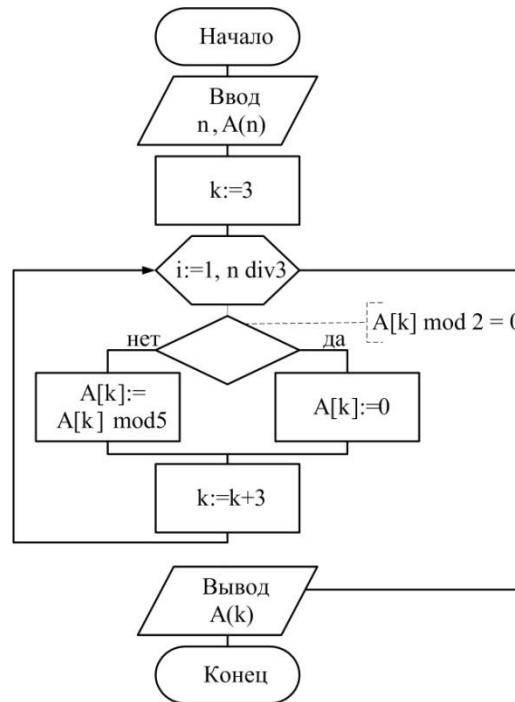 Начало
Ввод
n, A(n)
k:=3
i:=1, n div3
A[k] mod 2 = 0
нет
да
A[k]:=
A[k] mod5
A[k]:=0
k:=k+3
Вывод
A(k)
Конец